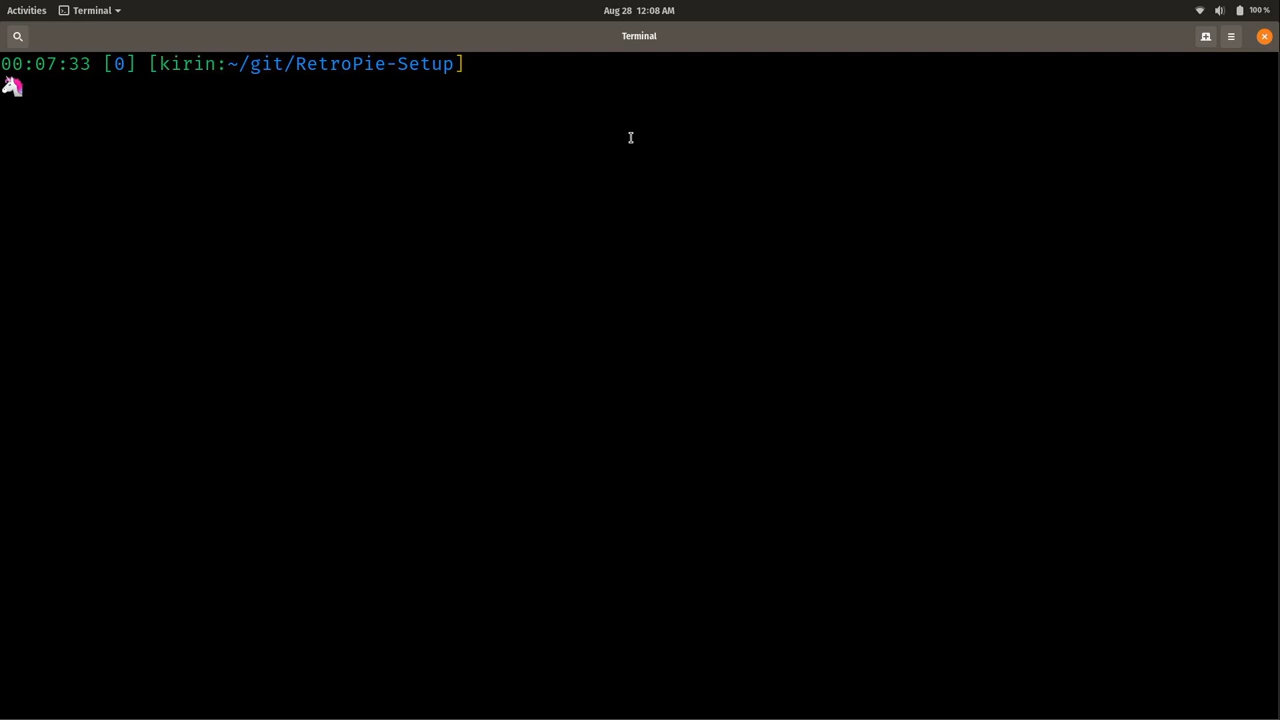 Activities Terminal Aug 28 12:08 AM 100 %
Terminal
00:07:33 [0] [kirin:~/git/RetroPie-Setup]